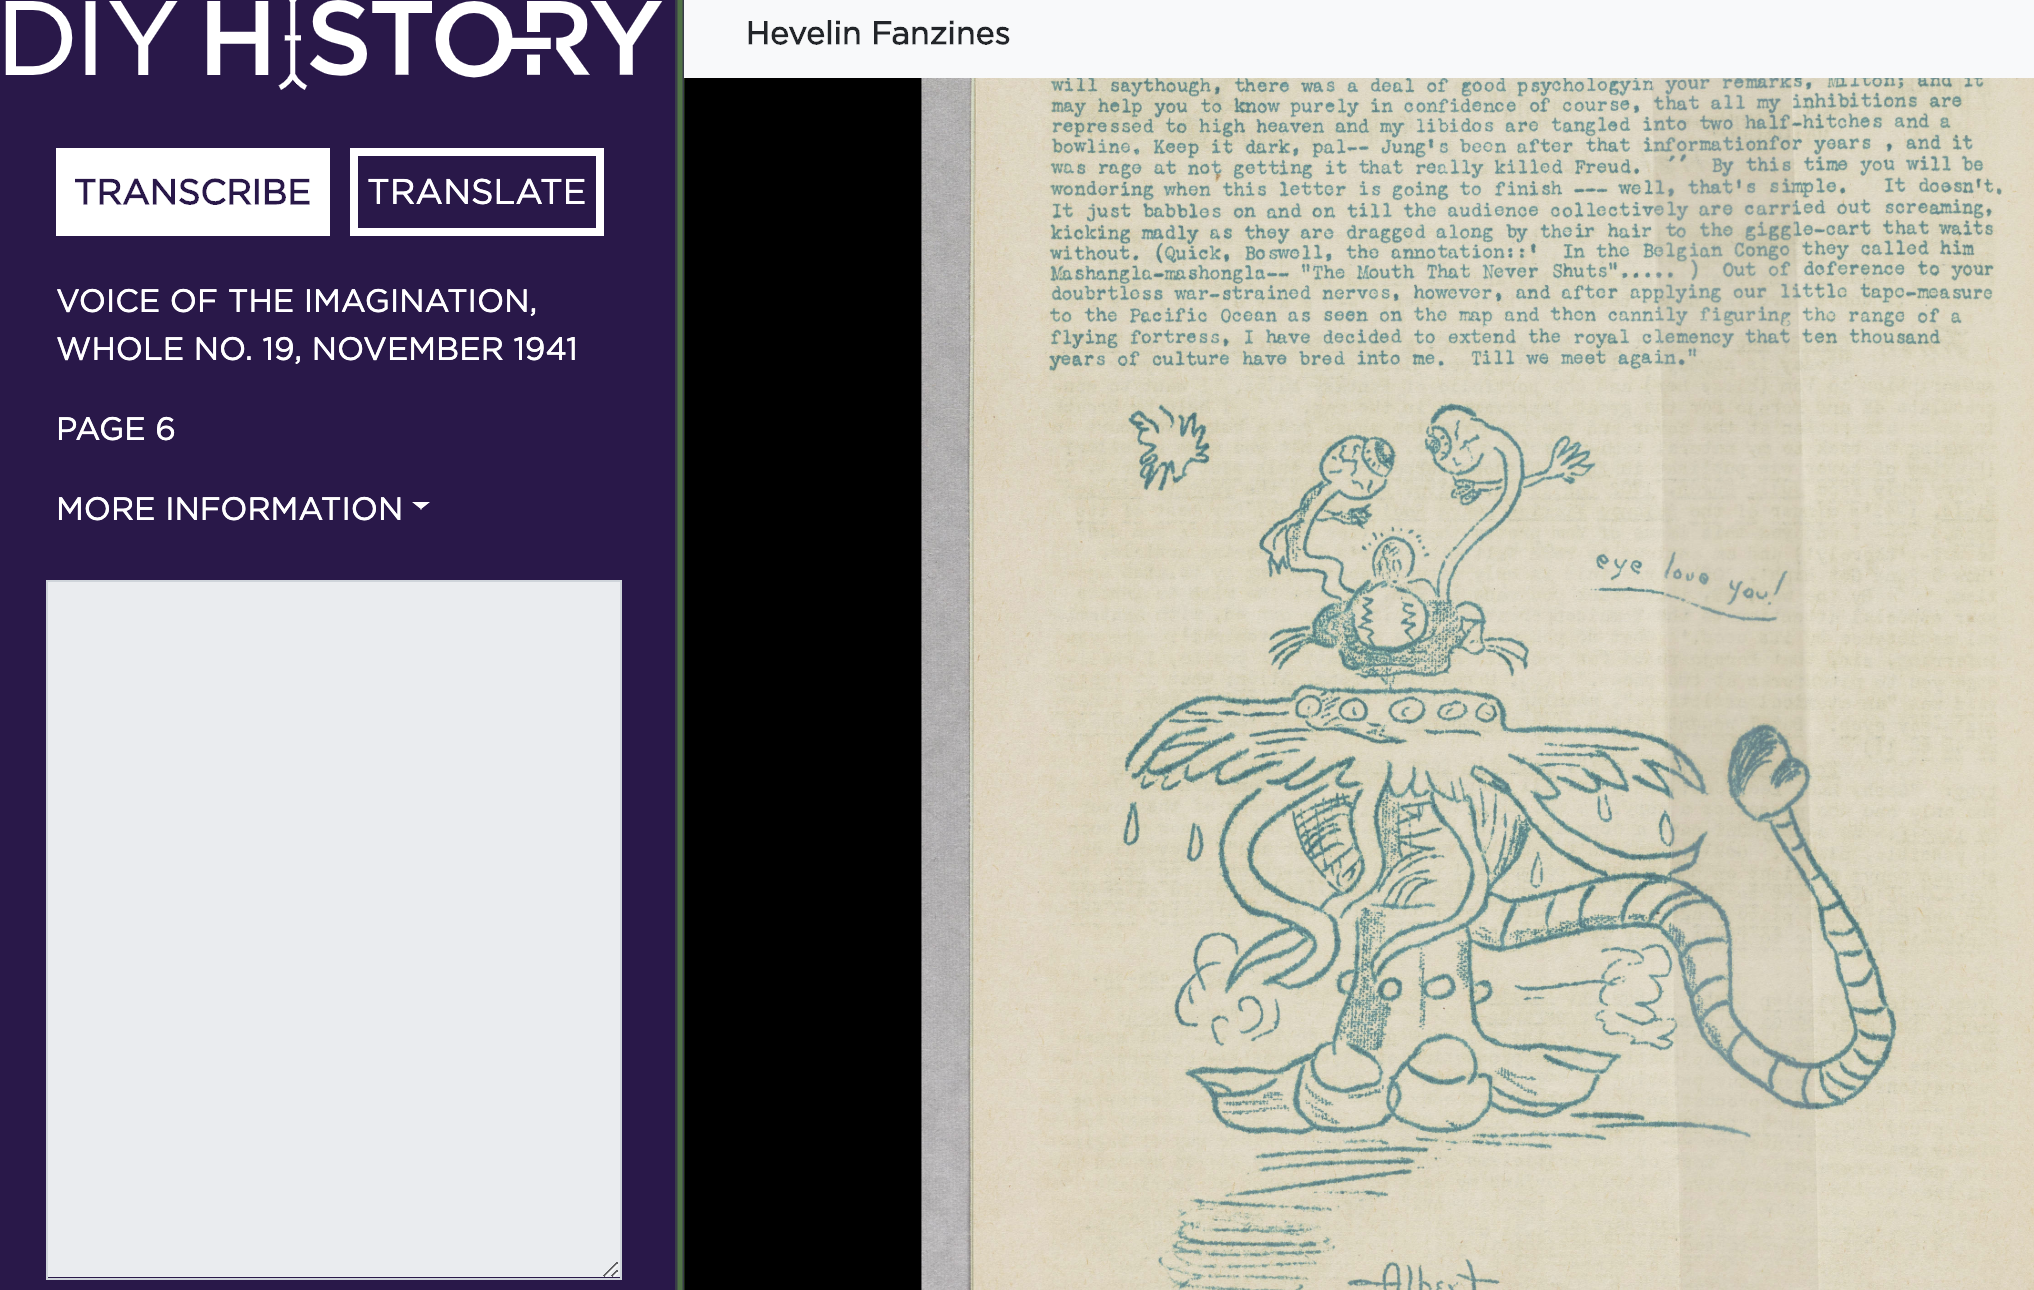 DIY HISTORY
TRANSCRIBE
TRANSLATE
VOICE OF THE IMAGINATION,
WHOLE NO. 19, NOVEMBER 1941
PAGE 6
MORE INFORMATION
Hevelin Fanzines
will saythough, there was a deal of good psychologyin your remarks, Milton; and it
may help you to know purely in confidence of course, that all my inhibitions are
repressed to high heaven and my libidos are tangled into two half-hitches and a
bowline. Keep it dark, pal-- Jung's been after that informationfor years , and it
was rage at not getting it that really killed Freud. '' By this time you will be
wondering when this letter is going to finish --- well, that's simple. It doesn't.
It just babbles on and on till the audience collectively are carried out screaming,
kicking madly as they are dragged along by their hair to the giggle-cart that waits
without. (Quick, Boswell, the annotation::' In the Belgian Congo they called him
Mashangla-mashongla-- "The Mouth That Never Shuts"..... ) Out of deference to your
doubrtless war-strained nerves, however, and after applying our little tape-measure
to the Pacific Ocean as seen on the map and then cannily figuring the range of a
flying fortress, I have decided to extend the royal clemency that ten thousand
years of culture have bred into me. Till we meet again."
eye love you!
Albert